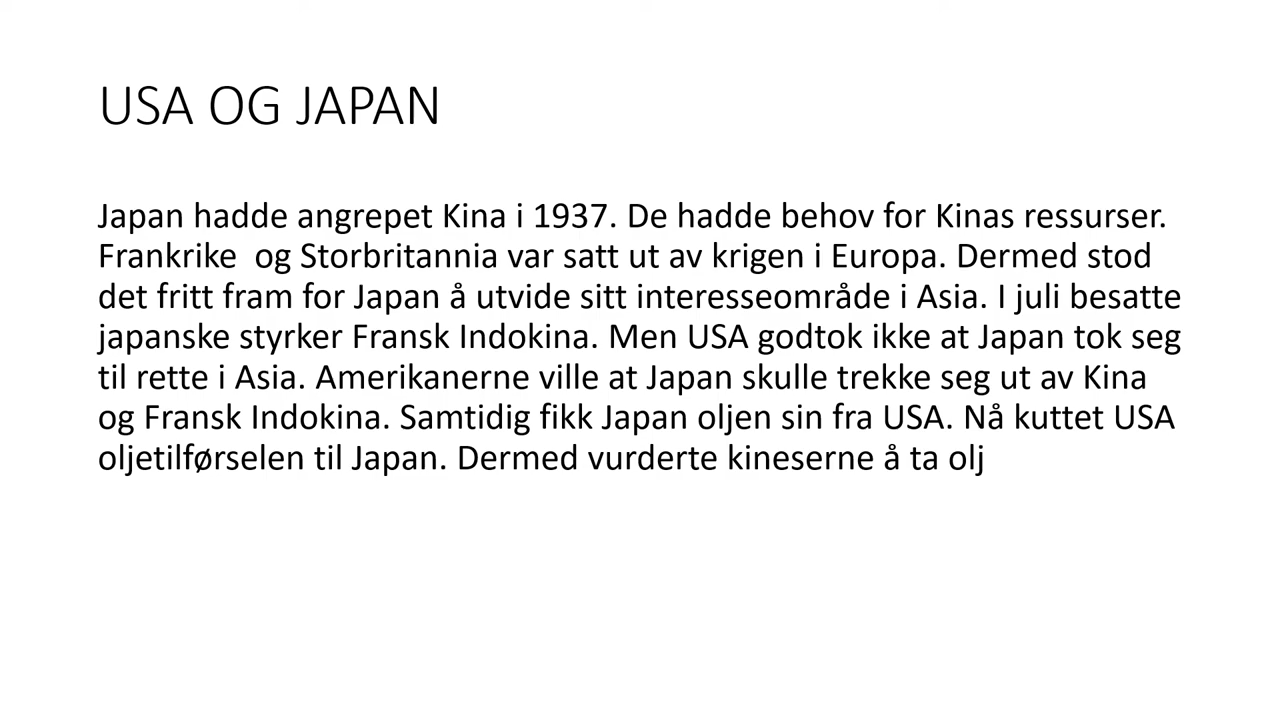 USA OG JAPAN
Japan hadde angrepet Kina i 1937. De hadde behov for Kinas ressurser.
Frankrike  og Storbritannia var satt ut av krigen i Europa. Dermed stod
det fritt fram for Japan å utvide sitt interesseområde i Asia. I juli besatte
japanske styrker Fransk Indokina. Men USA godtok ikke at Japan tok seg
til rette i Asia. Amerikanerne ville at Japan skulle trekke seg ut av Kina
og Fransk Indokina. Samtidig fikk Japan oljen sin fra USA. Nå kuttet USA
oljetilførselen til Japan. Dermed vurderte kineserne å ta olj